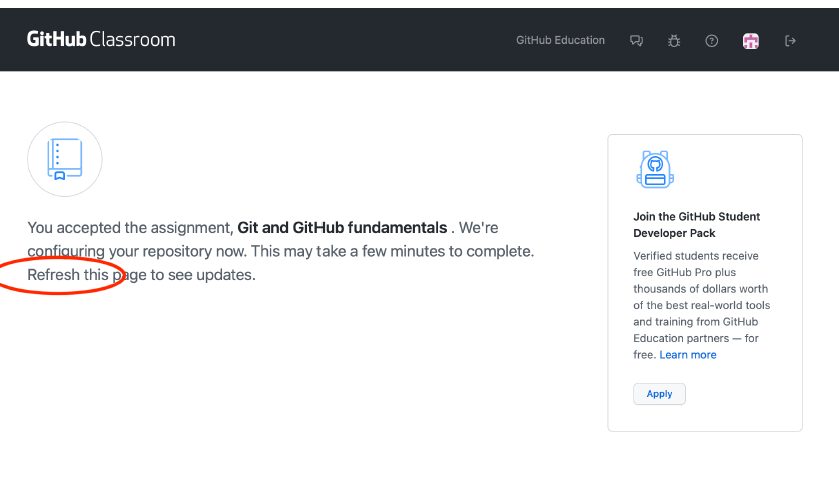 GitHub Classroom
GitHub Education
You accepted the assignment, Git and GitHub fundamentals . We're
configuring your repository now. This may take a few minutes to complete.
Refresh this page to see updates.
Join the GitHub Student
Developer Pack
Verified students receive
free GitHub Pro plus
thousands of dollars worth
of the best real-world tools
and training from GitHub
Education partners — for
free. Learn more
Apply